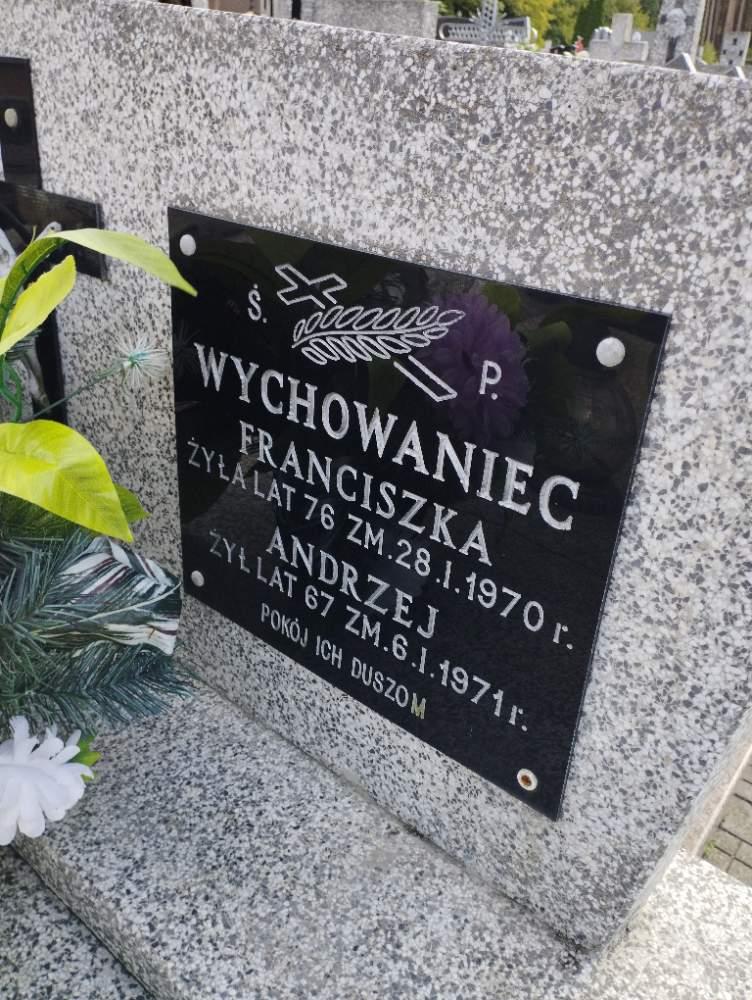 Ś. P.
WYCHOWANIEC
FRANCISZKA
ŻYŁA LAT 76 ZM.28.I.1970 r.
ANDRZEJ
ŻYŁ LAT 67 ZM.6.I.1971 r.
POKÓJ ICH DUSZOM